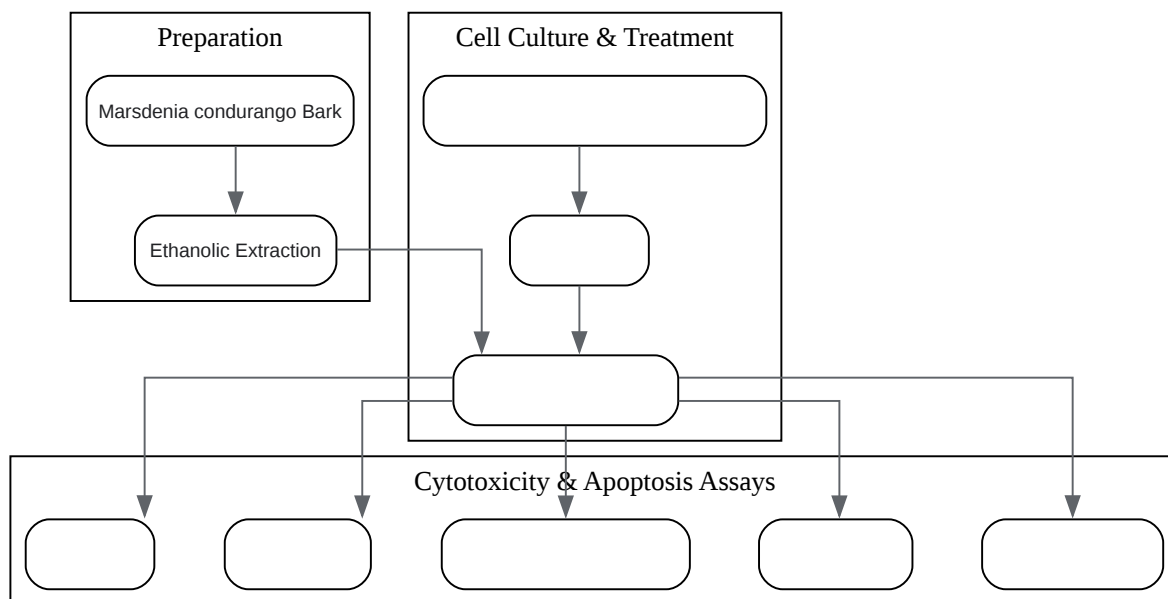 Preparation
Cell Culture & Treatment
Marsdenia condurango Bark
Ethanolic Extraction
Cytotoxicity & Apoptosis Assays